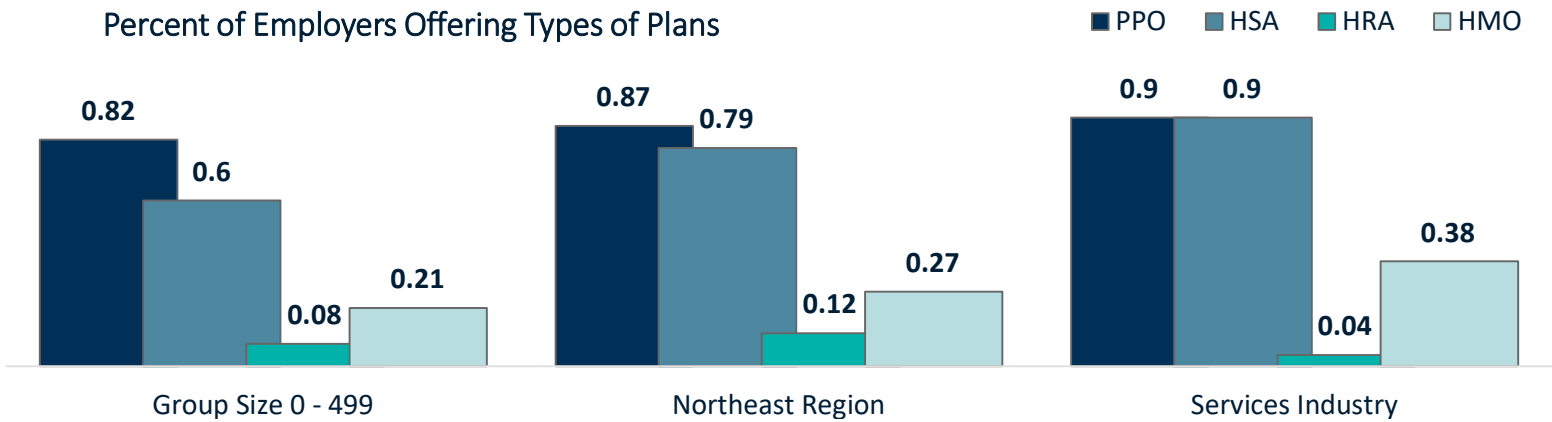 Percent of Employers Offering Types of Plans
PPO HSA HRA HMO
0.82
0.6
0.08
0.21
0.87
0.79
0.12
0.27
0.9
0.9
0.04
0.38
Group Size 0 - 499
Northeast Region
Services Industry